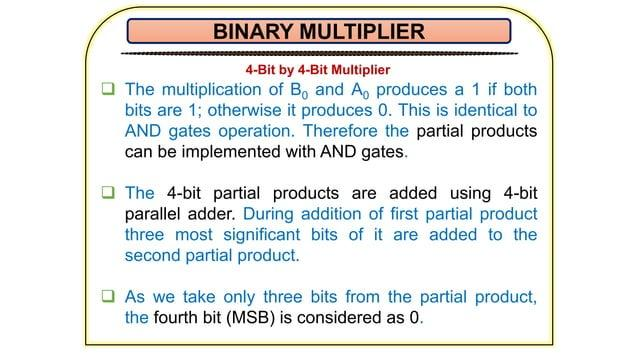 BINARY MULTIPLIER
4-Bit by 4-Bit Multiplier
❑ The multiplication of B₀ and A₀ produces a 1 if both
bits are 1; otherwise it produces 0. This is identical to
AND gates operation. Therefore the partial products
can be implemented with AND gates.
❑ The 4-bit partial products are added using 4-bit
parallel adder. During addition of first partial product
three most significant bits of it are added to the
second partial product.
❑ As we take only three bits from the partial product,
the fourth bit (MSB) is considered as 0.